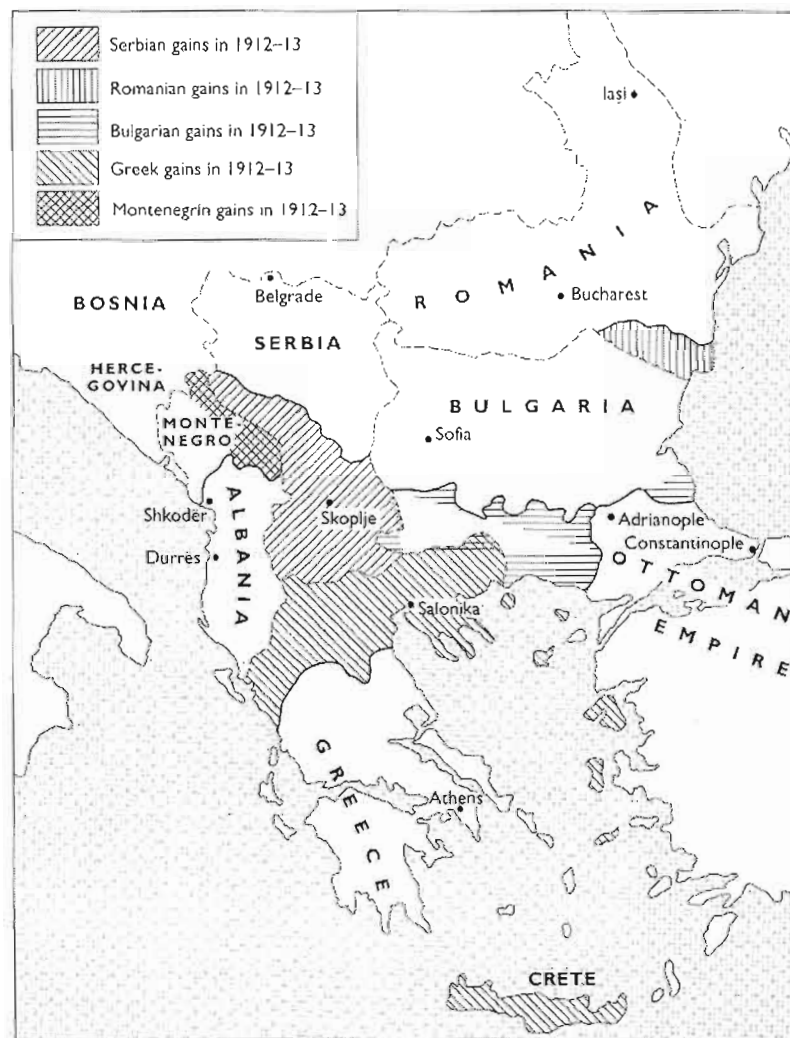 Serbian gains in 1912–13
Romanian gains in 1912–13
Bulgarian gains in 1912–13
Greek gains in 1912–13
Montenegrin gains in 1912–13
Iaşi
ROMANIA
Bucharest
Belgrade
BOSNIA
SERBIA
HERCE-
GOVINA
MONTE-
NEGRO
BULGARIA
Sofia
Shkodër
ALBANIA
Skoplje
Adrianople
Constantinople
Durrës
OTTOMAN
EMPIRE
Salonika
GREECE
Athens
CRETE